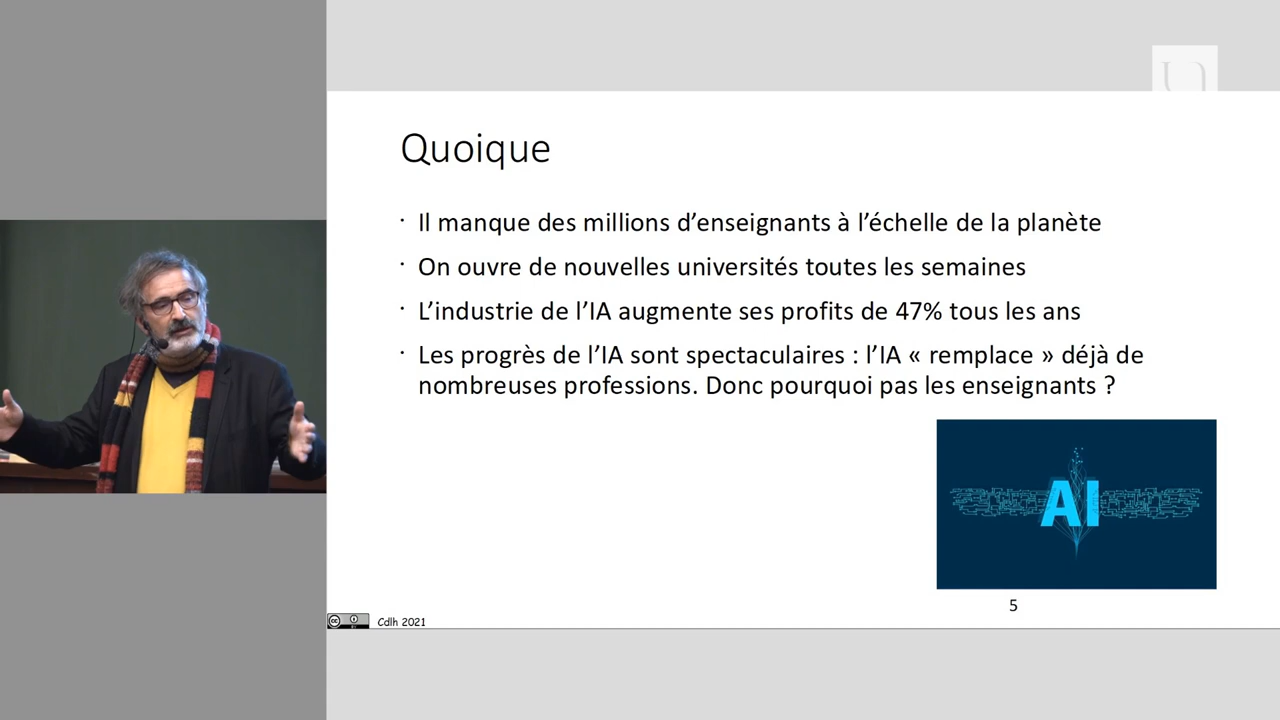 Quoique
· Il manque des millions d’enseignants à l’échelle de la planète
· On ouvre de nouvelles universités toutes les semaines
· L’industrie de l’IA augmente ses profits de 47% tous les ans
· Les progrès de l’IA sont spectaculaires : l’IA « remplace » déjà de
nombreuses professions. Donc pourquoi pas les enseignants ?
AI
5
cc Cdlh 2021